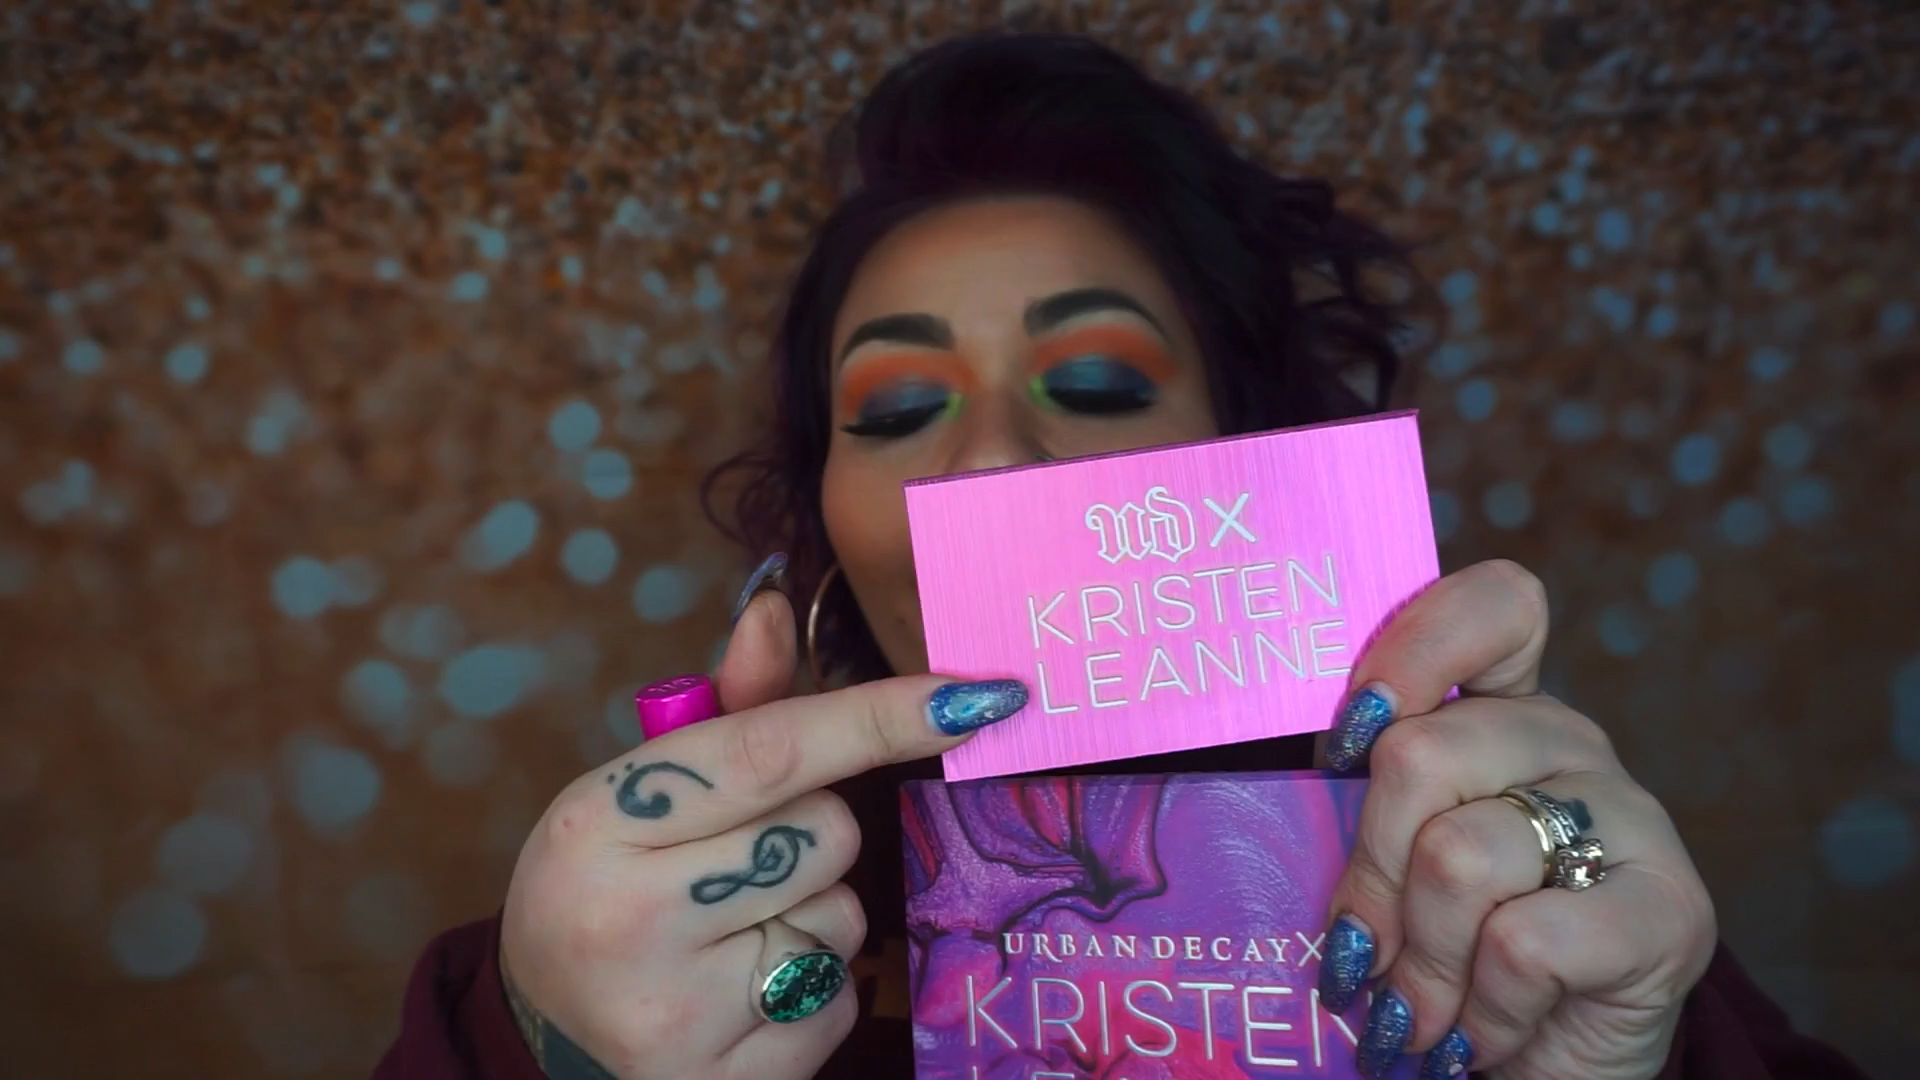 UD X
KRISTEN
LEANNE
URBAN DECAY X
KRISTEN